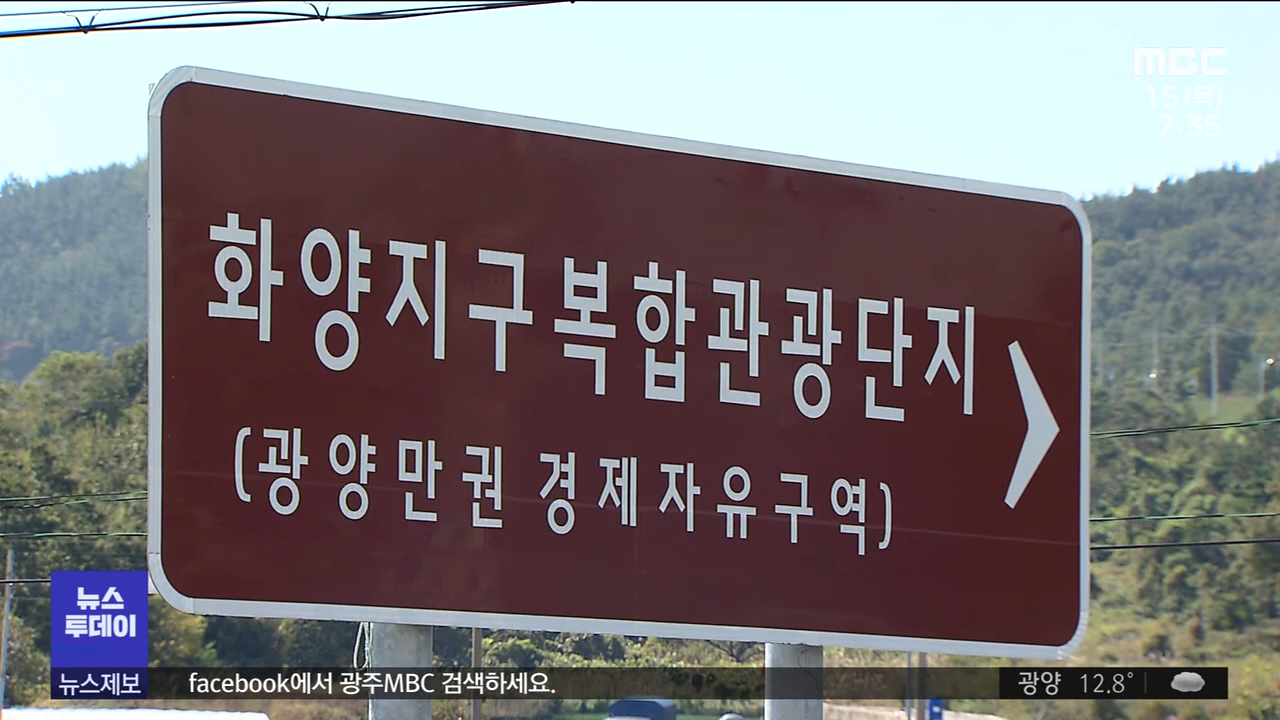 MBC
15(목)
7:35
화양지구복합관광단지
(광양만권 경제자유구역)
뉴스
투데이
뉴스제보 facebook에서 광주MBC 검색하세요. 광양 12.8°